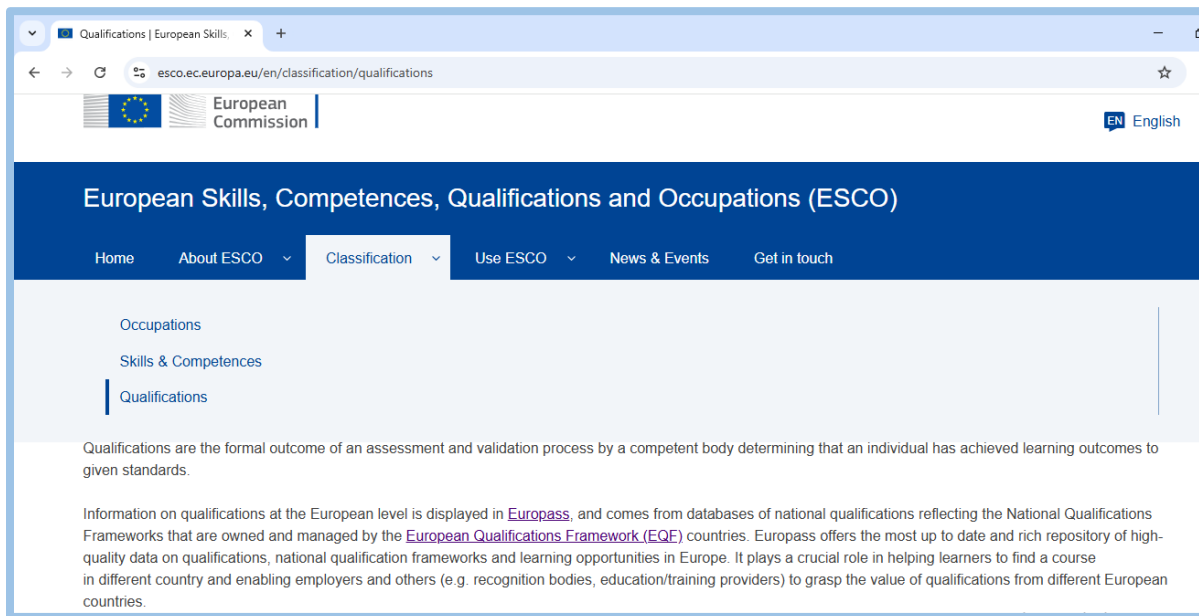 Qualifications | European Skills,
esco.ec.europa.eu/en/classification/qualifications
European
Commission
EN English
European Skills, Competences, Qualifications and Occupations (ESCO)
Home About ESCO Classification Use ESCO News & Events Get in touch
Occupations
Skills & Competences
Qualifications
Qualifications are the formal outcome of an assessment and validation process by a competent body determining that an individual has achieved learning outcomes to
given standards.
Information on qualifications at the European level is displayed in Europass, and comes from databases of national qualifications reflecting the National Qualifications
Frameworks that are owned and managed by the European Qualifications Framework (EQF) countries. Europass offers the most up to date and rich repository of high-
quality data on qualifications, national qualification frameworks and learning opportunities in Europe. It plays a crucial role in helping learners to find a course
in different country and enabling employers and others (e.g. recognition bodies, education/training providers) to grasp the value of qualifications from different European
countries.